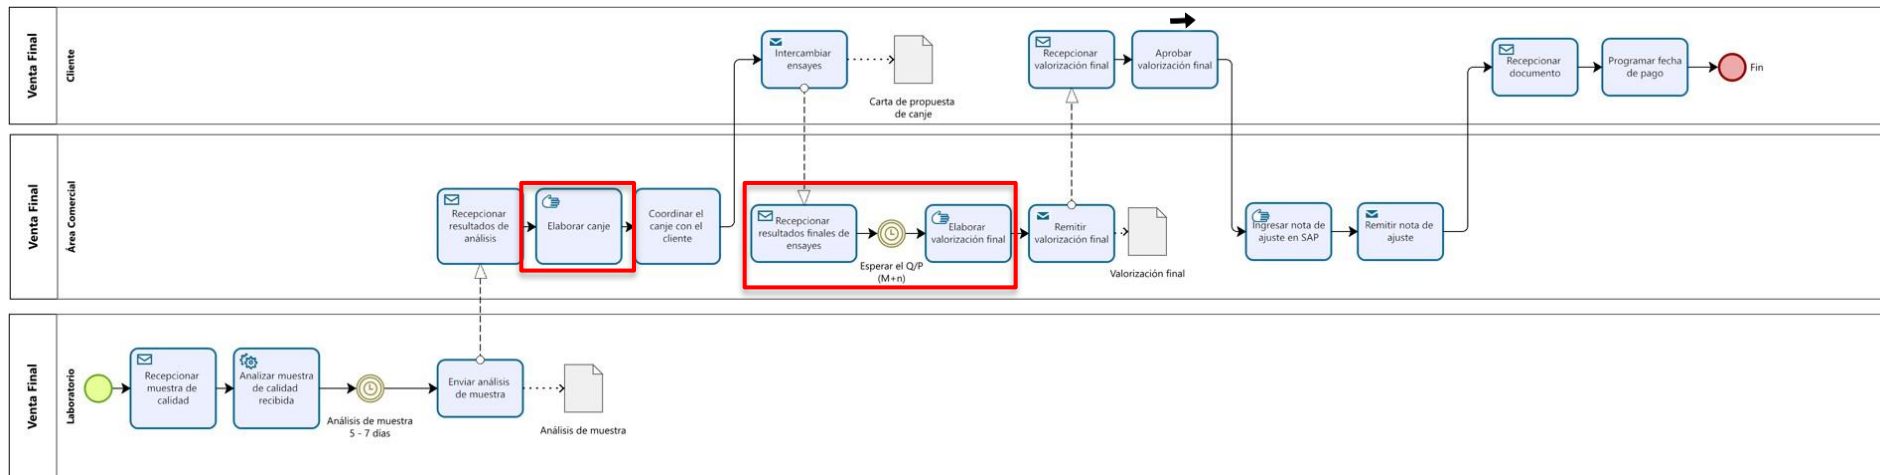 Venta Final
Cliente
Intercambiar
ensayes
Carta de propuesta
de canje
Recepcionar
valorización final
Aprobar
valorización final
Recepcionar
documento
Programar fecha
de pago
Fin
Venta Final
Área Comercial
Recepcionar
resultados de
análisis
Elaborar canje
Coordinar el
canje con el
cliente
Recepcionar
resultados finales de
ensayes
Esperar el Q/P
(M+n)
Elaborar
valorización final
Remitir
valorización final
Valorización final
Ingresar nota de
ajuste en SAP
Remitir nota de
ajuste
Venta Final
Laboratorio
Recepcionar
muestra de
calidad
Analizar muestra
de calidad
recibida
Análisis de muestra
5 - 7 días
Enviar análisis
de muestra
Análisis de muestra